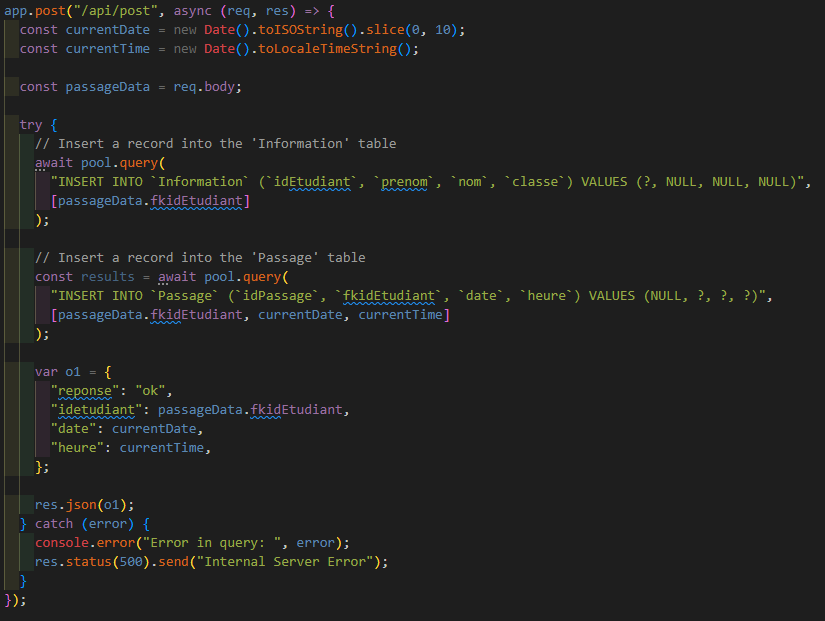 app.post("/api/post", async (req, res) => {
  const currentDate = new Date().toISOString().slice(0, 10);
  const currentTime = new Date().toLocaleTimeString();

  const passageData = req.body;

  try {
    // Insert a record into the 'Information' table
    await pool.query(
      "INSERT INTO `Information` (`idEtudiant`, `prenom`, `nom`, `classe`) VALUES (?, NULL, NULL, NULL)",
      [passageData.fkidEtudiant]
    );

    // Insert a record into the 'Passage' table
    const results = await pool.query(
      "INSERT INTO `Passage` (`idPassage`, `fkidEtudiant`, `date`, `heure`) VALUES (NULL, ?, ?, ?)",
      [passageData.fkidEtudiant, currentDate, currentTime]
    );

    var o1 = {
      "reponse": "ok",
      "idetudiant": passageData.fkidEtudiant,
      "date": currentDate,
      "heure": currentTime,
    };

    res.json(o1);
  } catch (error) {
    console.error("Error in query: ", error);
    res.status(500).send("Internal Server Error");
  }
});